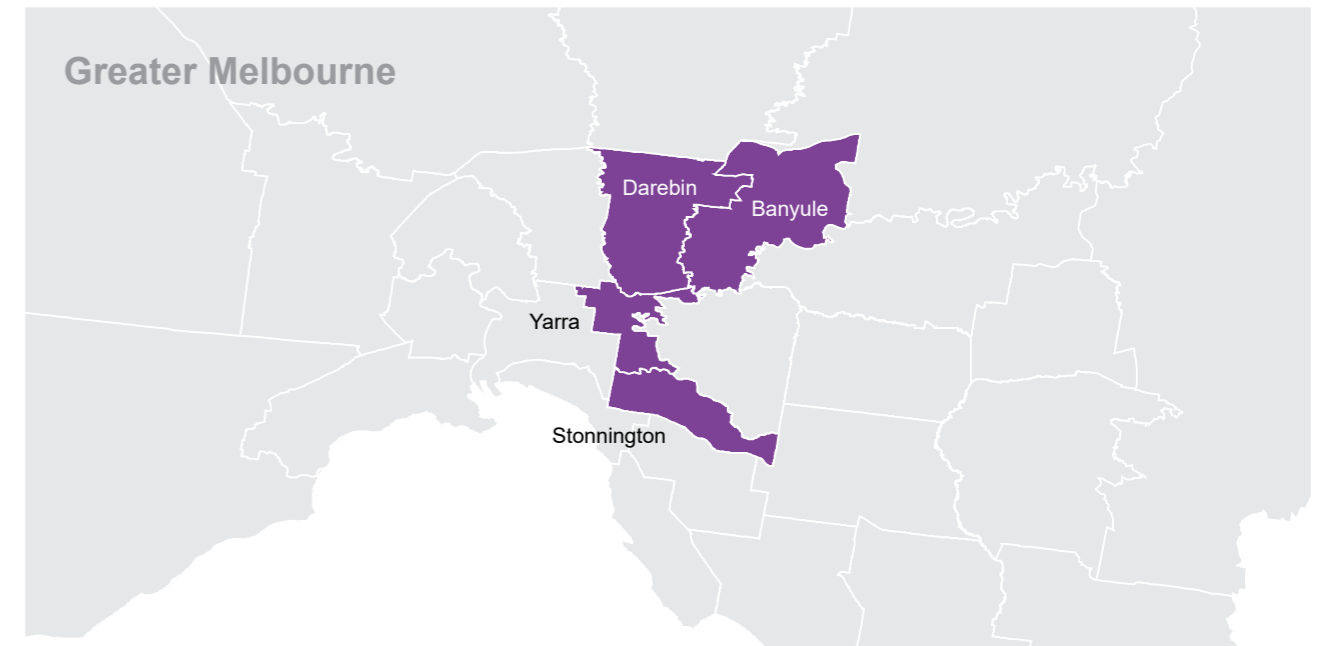 Greater Melbourne
Darebin
Banyule
Yarra
Stonnington